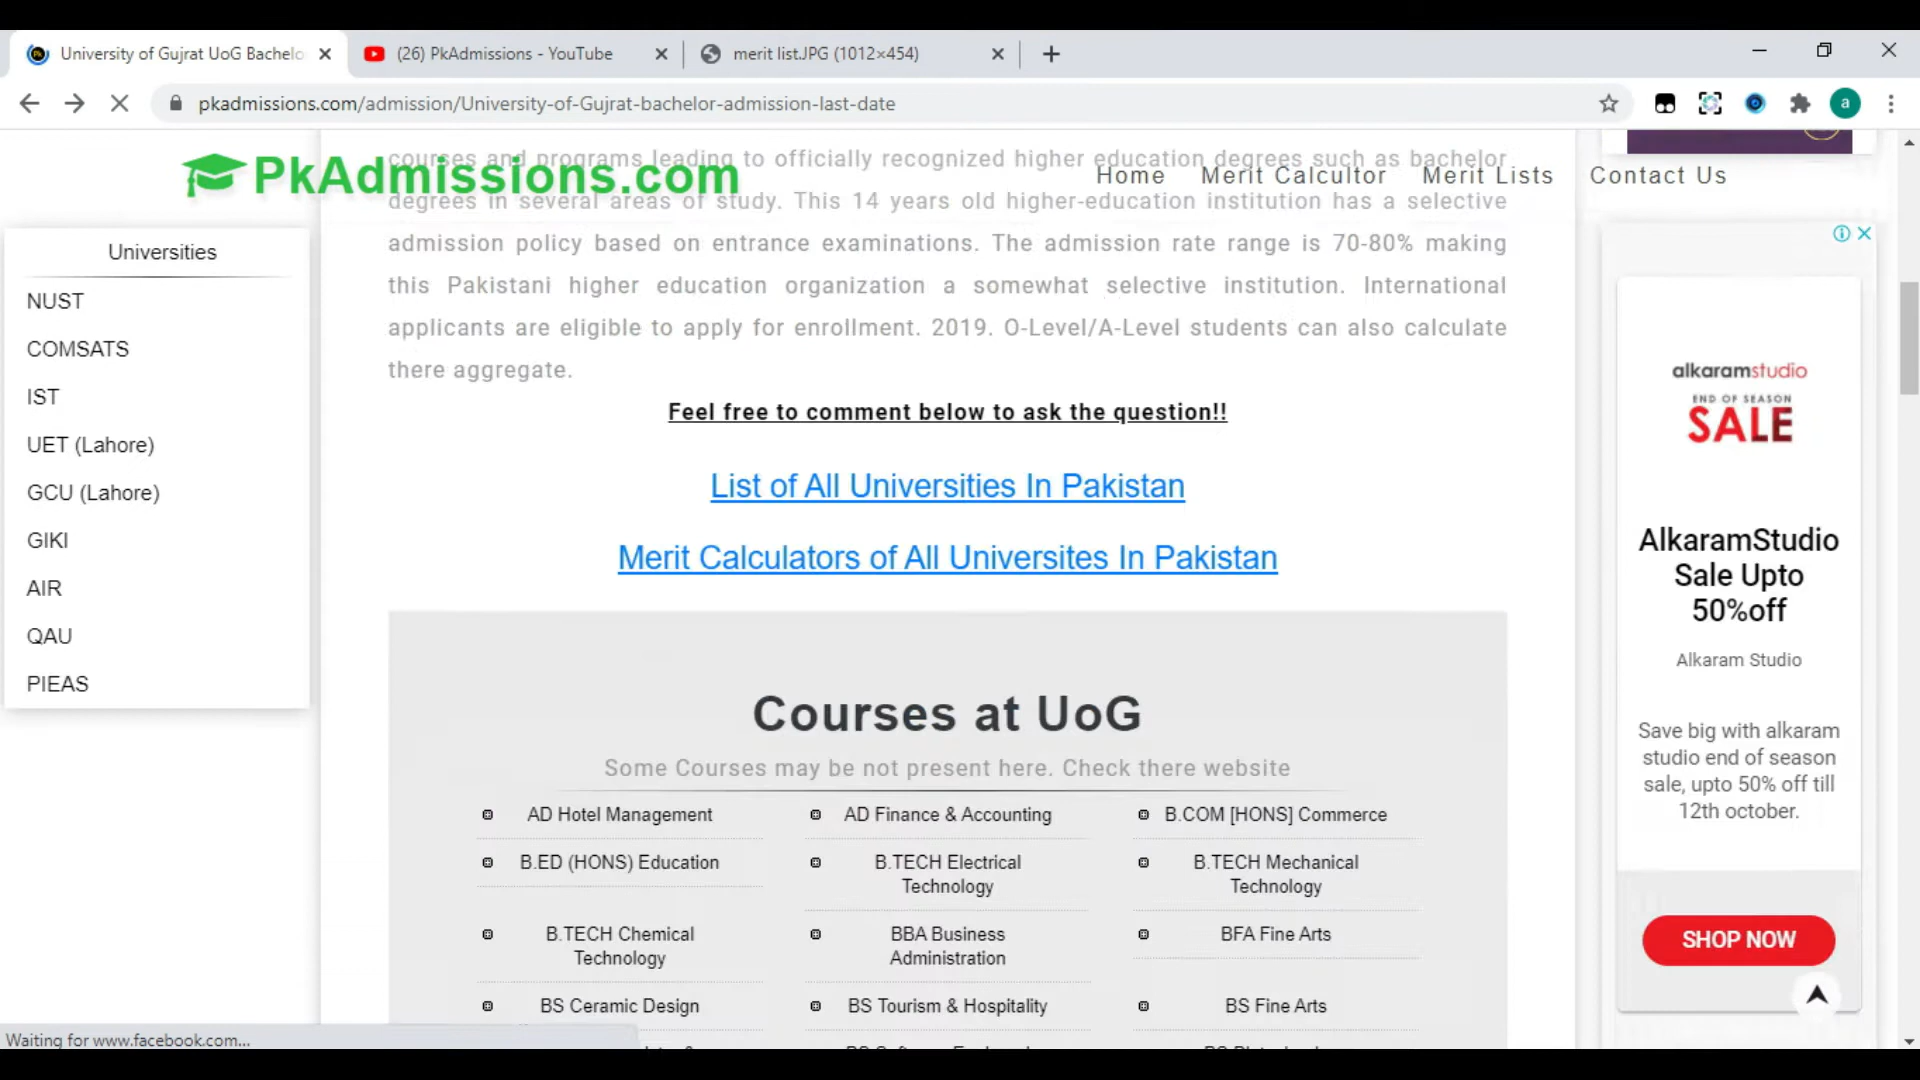 University of Gujrat UoG Bachelo
(26) PkAdmissions - YouTube
merit list.JPG (1012×454)
pkadmissions.com/admission/University-of-Gujrat-bachelor-admission-last-date
a
PkAdmissions.com
Home
Merit Calcultor
Merit Lists
Contact Us
courses and programs leading to officially recognized higher education degrees such as bachelor
degrees in several areas of study. This 14 years old higher-education institution has a selective
admission policy based on entrance examinations. The admission rate range is 70-80% making
this Pakistani higher education organization a somewhat selective institution. International
applicants are eligible to apply for enrollment. 2019. O-Level/A-Level students can also calculate
there aggregate.
Feel free to comment below to ask the question!!
List of All Universities In Pakistan
Merit Calculators of All Universites In Pakistan
Universities
NUST
COMSATS
IST
UET (Lahore)
GCU (Lahore)
GIKI
AIR
QAU
PIEAS
Courses at UoG
Some Courses may be not present here. Check there website
AD Hotel Management
AD Finance & Accounting
B.COM [HONS] Commerce
B.ED (HONS) Education
B.TECH Electrical
Technology
B.TECH Mechanical
Technology
B.TECH Chemical
Technology
BBA Business
Administration
BFA Fine Arts
BS Ceramic Design
BS Tourism & Hospitality
BS Fine Arts
alkaramstudio
END OF SEASON
SALE
AlkaramStudio
Sale Upto
50%off
Alkaram Studio
Save big with alkaram
studio end of season
sale, upto 50% off till
12th october.
SHOP NOW
Waiting for www.facebook.com...